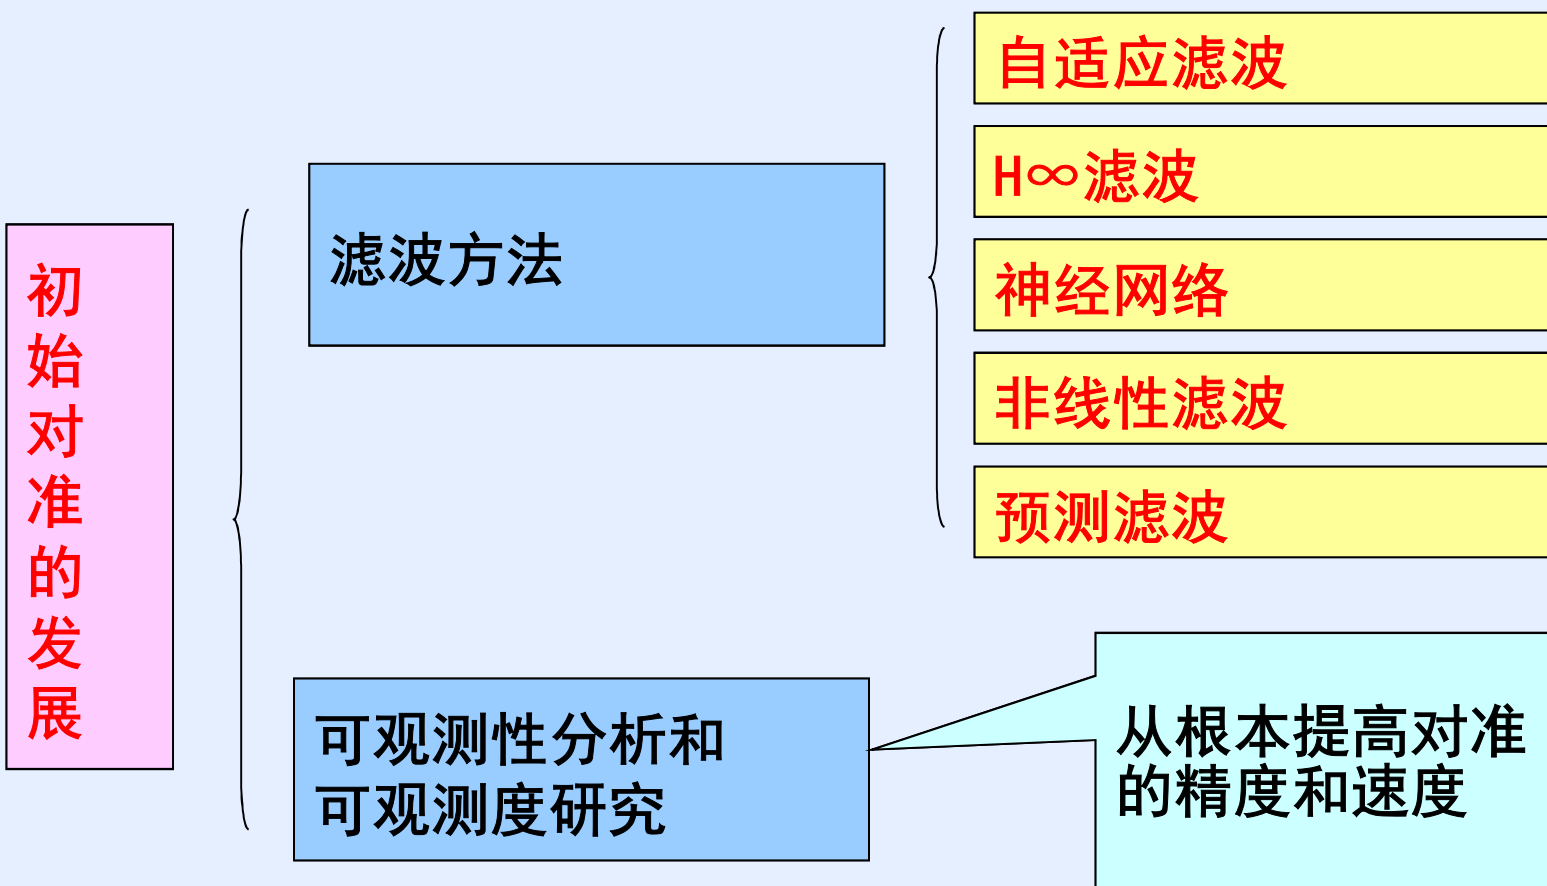 初
始
对
准
的
发
展
滤波方法
自适应滤波
H∞滤波
神经网络
非线性滤波
预测滤波
可观测性分析和
可观测度研究
从根本提高对准
的精度和速度